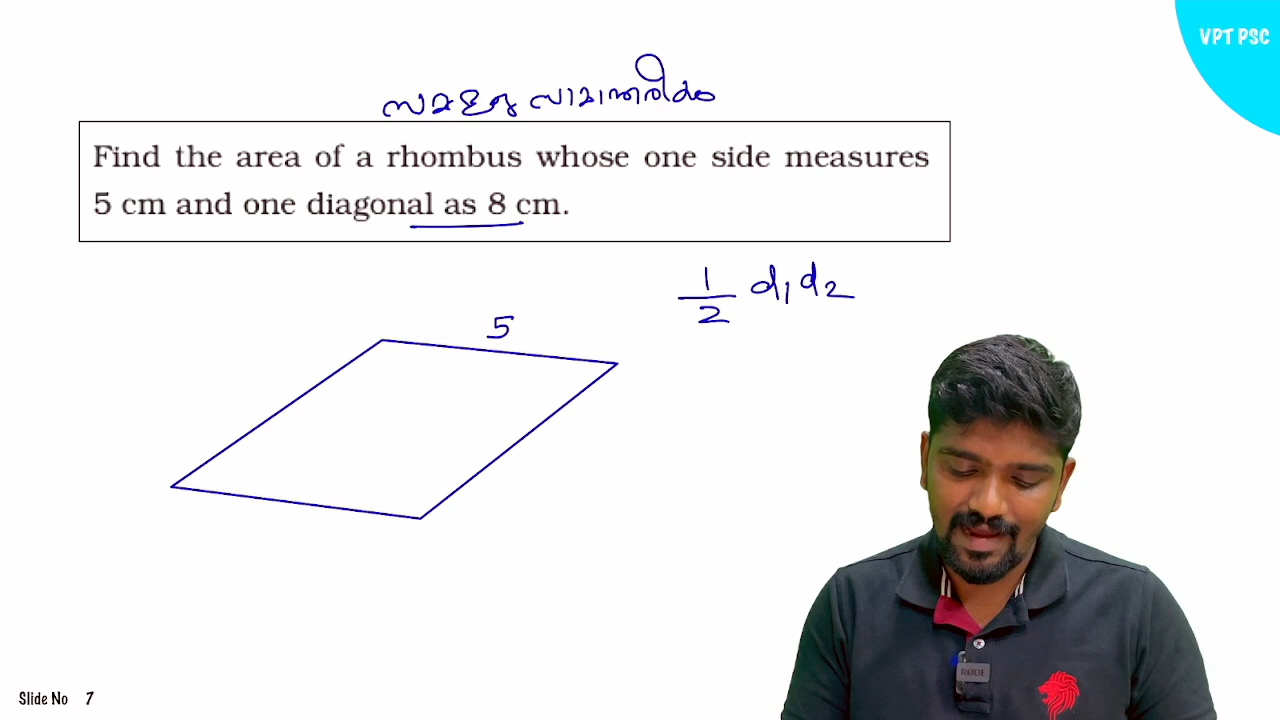 VPT PSC
സമഭുജ സാമാന്തരികം
Find the area of a rhombus whose one side measures
5 cm and one diagonal as 8 cm.
1/2 d₁d₂
5
RØDE
Slide No 7